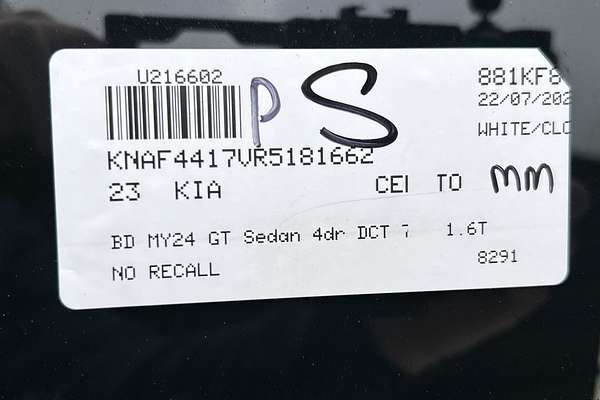 U216602
P S
881KF8
22/07/202
WHITE/CLO
KNAF4417VR5181662
23 KIA CEI TO MM
BD MY24 GT Sedan 4dr DCT 7 1.6T
NO RECALL
8291